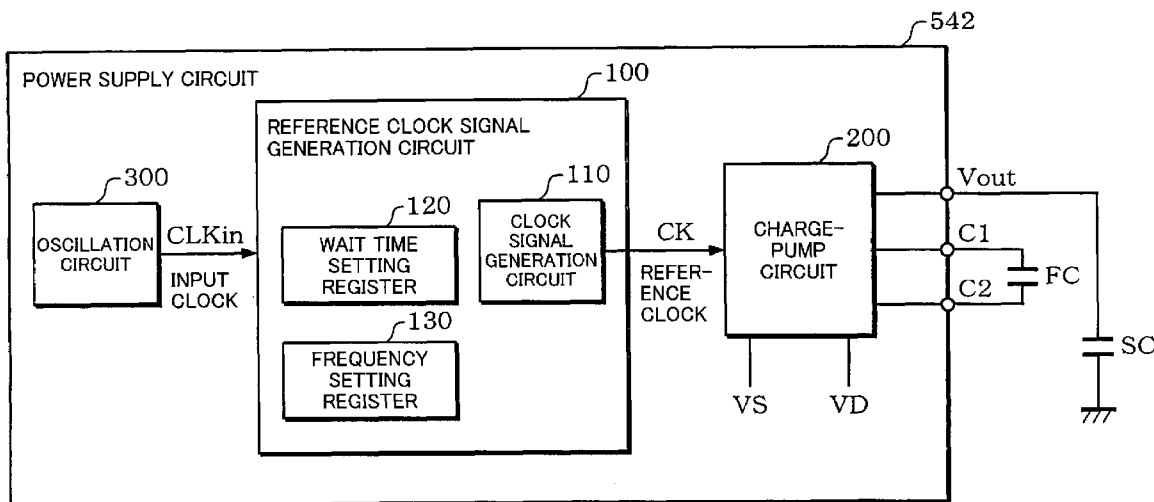 542
POWER SUPPLY CIRCUIT
100
REFERENCE CLOCK SIGNAL
GENERATION CIRCUIT
300
OSCILLATION
CIRCUIT
CLKin
INPUT
CLOCK
120
WAIT TIME
SETTING
REGISTER
130
FREQUENCY
SETTING
REGISTER
110
CLOCK
SIGNAL
GENERATION
CIRCUIT
CK
REFER-
ENCE
CLOCK
200
CHARGE-
PUMP
CIRCUIT
VS
VD
Vout
C1
C2
FC
SC